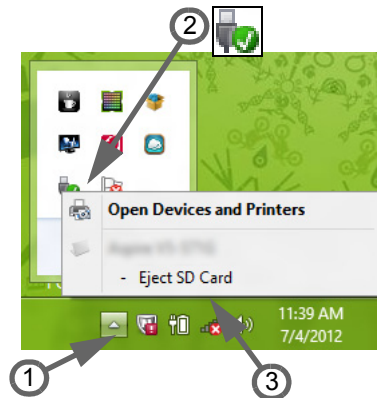 2
Open Devices and Printers
- Eject SD Card
11:39 AM
7/4/2012
1
3